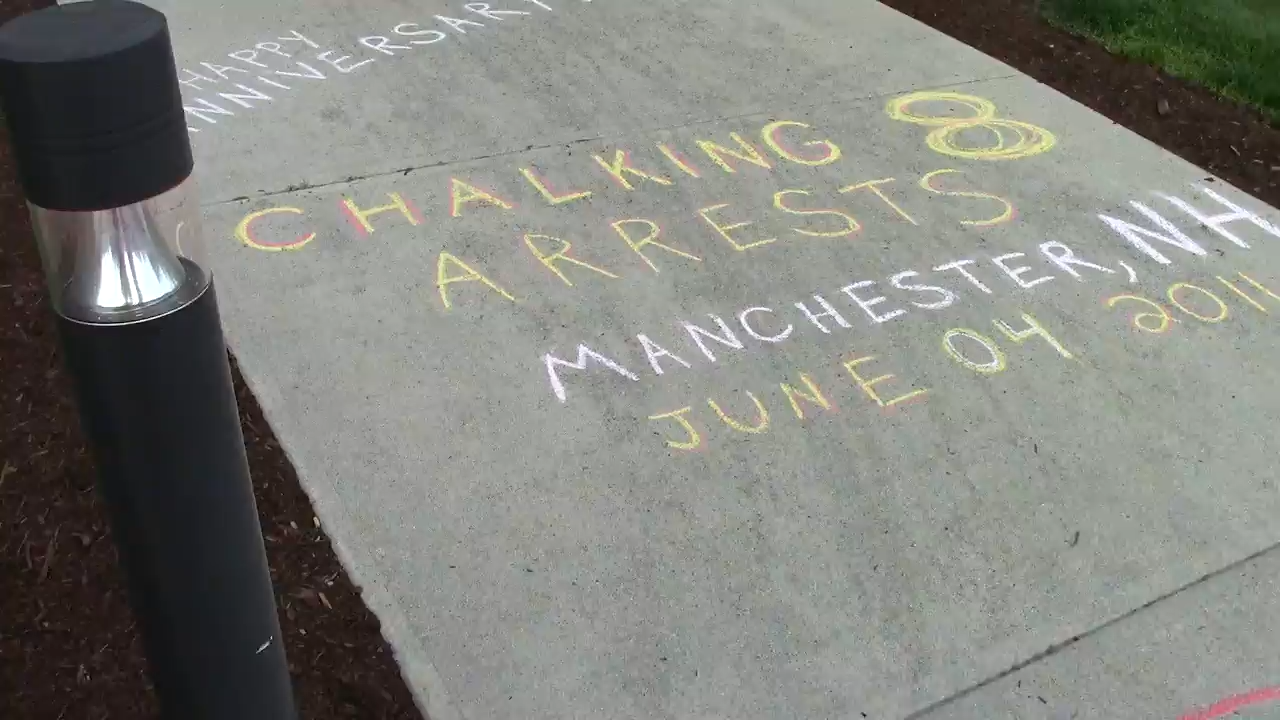 HAPPY
ANNIVERSARY
CHALKING 8
ARRESTS
MANCHESTER, NH
JUNE 04 2011